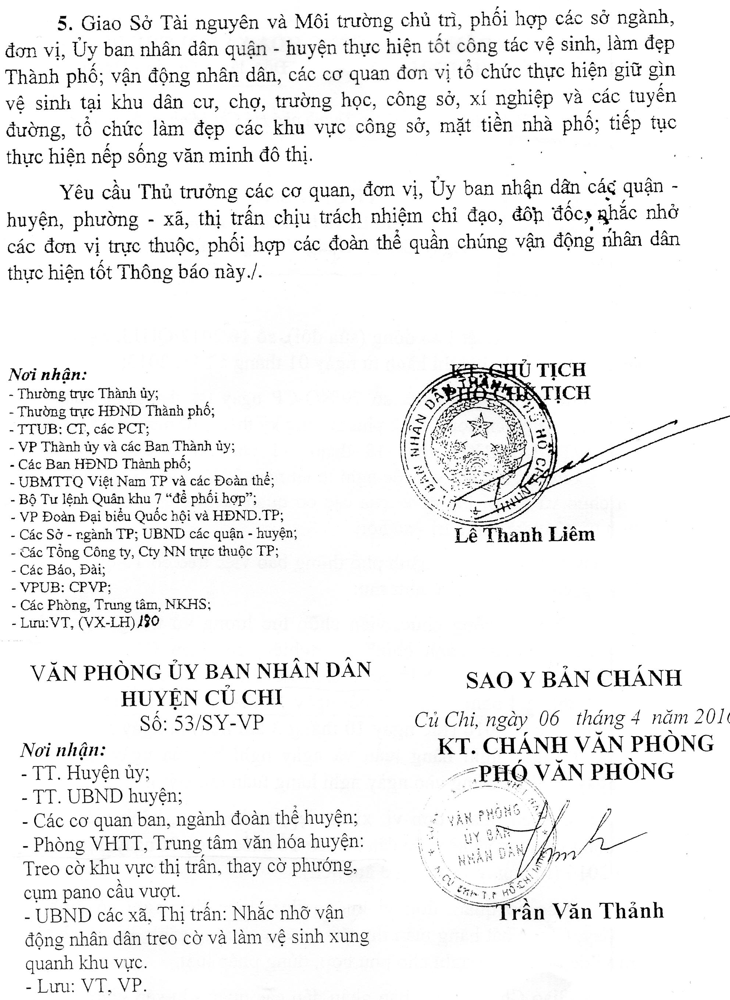 5. Giao Sở Tài nguyên và Môi trường chủ trì, phối hợp các sở ngành,
đơn vị, Ủy ban nhân dân quận - huyện thực hiện tốt công tác vệ sinh, làm đẹp
Thành phố; vận động nhân dân, các cơ quan đơn vị tổ chức thực hiện giữ gìn
vệ sinh tại khu dân cư, chợ, trường học, công sở, xí nghiệp và các tuyến
đường, tổ chức làm đẹp các khu vực công sở, mặt tiền nhà phố; tiếp tục
thực hiện nếp sống văn minh đô thị.
Yêu cầu Thủ trưởng các cơ quan, đơn vị, Ủy ban nhận dân các quận -
huyện, phường - xã, thị trấn chịu trách nhiệm chỉ đạo, đôn đốc, nhắc nhở
các đơn vị trực thuộc, phối hợp các đoàn thể quần chúng vận động nhân dân
thực hiện tốt Thông báo này./.
Nơi nhận:
- Thường trực Thành ủy;
- Thường trực HĐND Thành phố;
- TTUB: CT, các PCT;
- VP Thành ủy và các Ban Thành ủy;
- Các Ban HĐND Thành phố;
- UBMTTQ Việt Nam TP và các Đoàn thể;
- Bộ Tư lệnh Quân khu 7 “để phối hợp”;
- VP Đoàn Đại biểu Quốc hội và HĐND.TP;
- Các Sở - ngành TP; UBND các quận - huyện;
- Các Tổng Công ty, Cty NN trực thuộc TP;
- Các Báo, Đài;
- VPUB: CPVP;
- Các Phòng, Trung tâm, NKHS;
- Lưu:VT, (VX-LH) 180
KT. CHỦ TỊCH
PHÓ CHỦ TỊCH
ỦY BAN NHÂN DÂN THÀNH PHỐ HỒ CHÍ MINH
Lê Thanh Liêm
VĂN PHÒNG ỦY BAN NHÂN DÂN
HUYỆN CỦ CHI
Số: 53/SY-VP
Nơi nhận:
- TT. Huyện ủy;
- TT. UBND huyện;
- Các cơ quan ban, ngành đoàn thể huyện;
- Phòng VHTT, Trung tâm văn hóa huyện:
Treo cờ khu vực thị trấn, thay cờ phướng,
cụm pano cầu vượt.
- UBND các xã, Thị trấn: Nhắc nhỡ vận
động nhân dân treo cờ và làm vệ sinh xung
quanh khu vực.
- Lưu: VT, VP.
SAO Y BẢN CHÁNH
Củ Chi, ngày 06 tháng 4 năm 2016
KT. CHÁNH VĂN PHÒNG
PHÓ VĂN PHÒNG
VĂN PHÒNG
ỦY BAN
NHÂN DÂN
H. CỦ CHI T.P HỒ CHÍ MINH
Trần Văn Thảnh